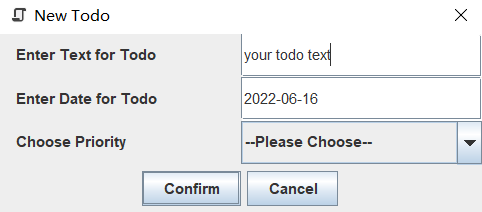 New Todo
Enter Text for Todo your todo text
Enter Date for Todo 2022-06-16
Choose Priority --Please Choose--
Confirm Cancel